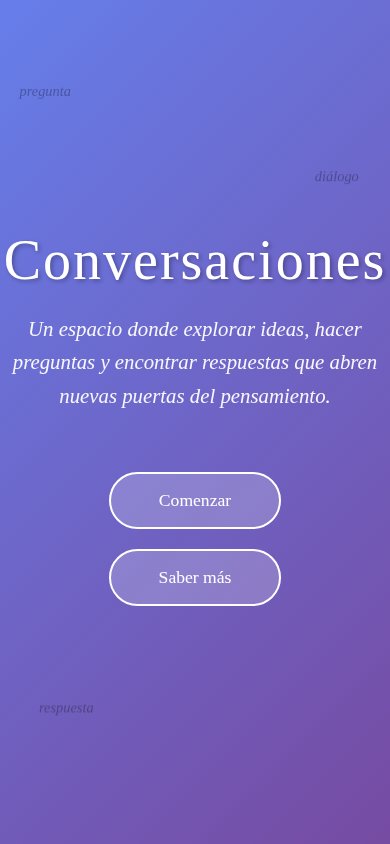 pregunta
diálogo
Conversaciones
Un espacio donde explorar ideas, hacer
preguntas y encontrar respuestas que abren
nuevas puertas del pensamiento.
Comenzar
Saber más
respuesta